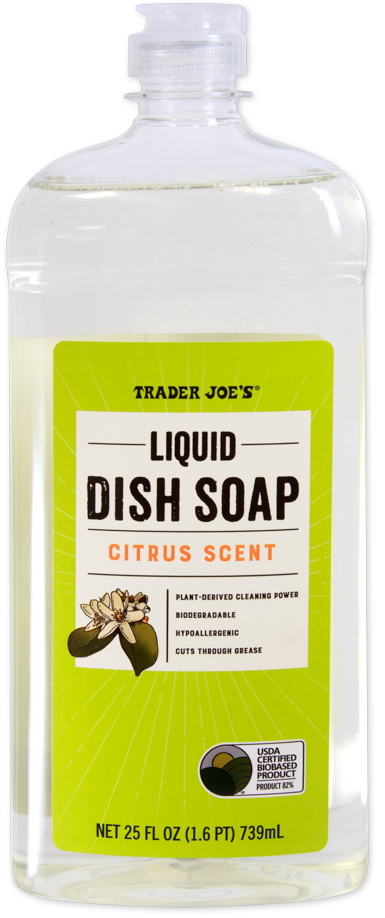 TRADER JOE'S®
LIQUID
DISH SOAP
CITRUS SCENT
PLANT-DERIVED CLEANING POWER
BIODEGRADABLE
HYPOALLERGENIC
CUTS THROUGH GREASE
USDA
CERTIFIED
BIOBASED
PRODUCT
PRODUCT 82%
NET 25 FL OZ (1.6 PT) 739mL